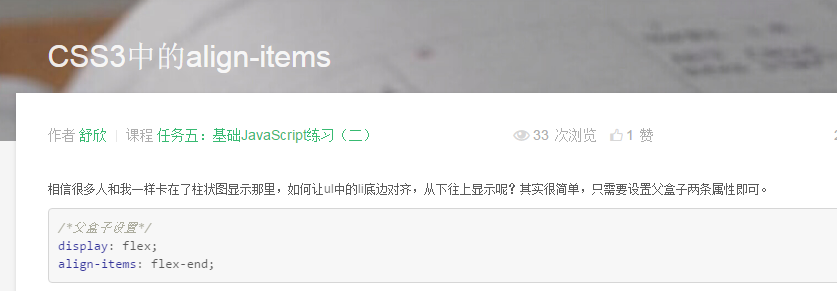 CSS3中的align-items
作者 舒欣 | 课程 任务五：基础JavaScript练习（二） 33 次浏览 1 赞
相信很多人和我一样卡在了柱状图显示那里，如何让ul中的li底边对齐，从下往上显示呢？其实很简单，只需要设置父盒子两条属性即可。
/*父盒子设置*/
display: flex;
align-items: flex-end;